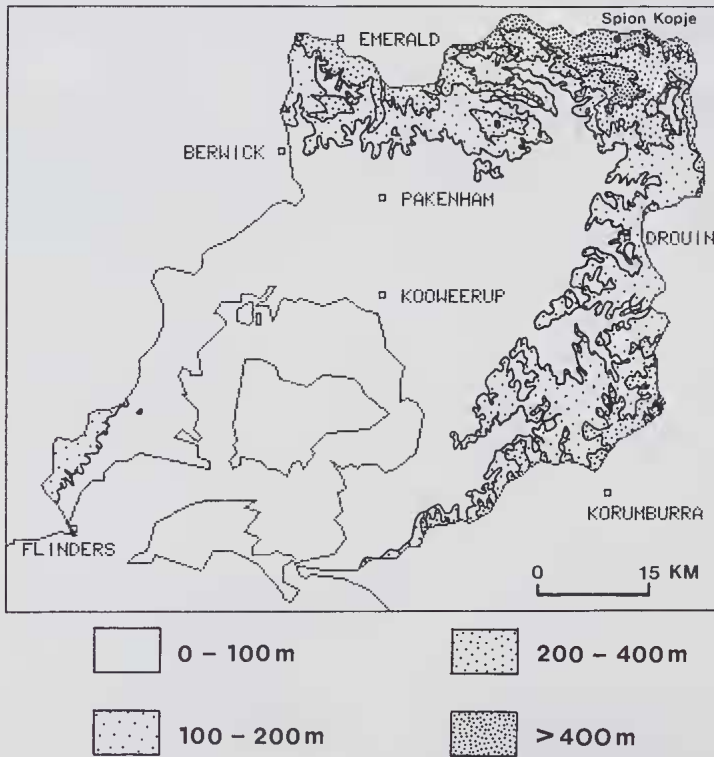 Spion Kopje
EMERALD
BERWICK
PAKENHAM
DROUIN
KOOWEERUP
KORUMBURRA
FLINDERS
0 15 KM
0 – 100m
200 – 400m
100 – 200m
>400m